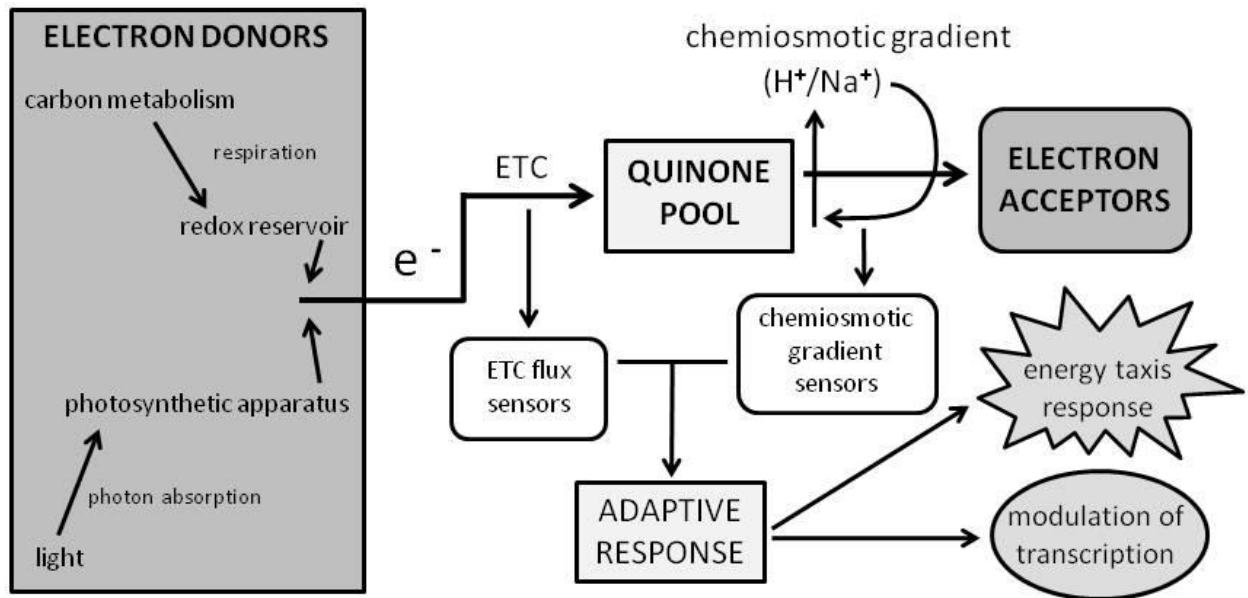 ELECTRON DONORS
carbon metabolism
respiration
redox reservoir
photosynthetic apparatus
photon absorption
light
e -
ETC
QUINONE
POOL
chemiosmotic gradient
(H+/Na+)
ELECTRON
ACCEPTORS
ETC flux
sensors
chemiosmotic
gradient
sensors
ADAPTIVE
RESPONSE
energy taxis
response
modulation of
transcription